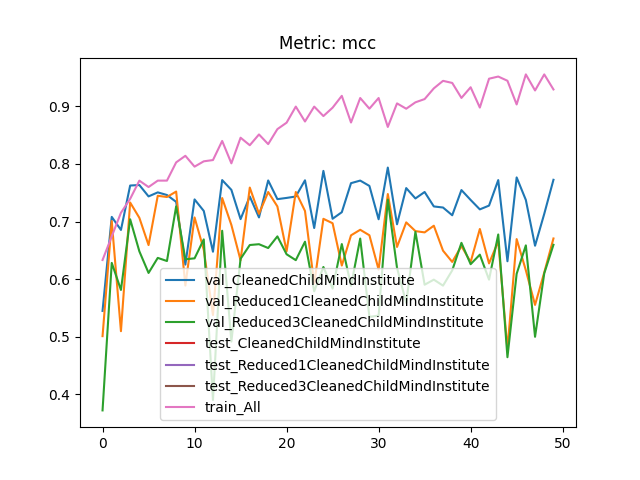 Metric: mcc
0.9
0.8
0.7
0.6
0.5
0.4
val_CleanedChildMindInstitute
val_Reduced1CleanedChildMindInstitute
val_Reduced3CleanedChildMindInstitute
test_CleanedChildMindInstitute
test_Reduced1CleanedChildMindInstitute
test_Reduced3CleanedChildMindInstitute
train_All
0 10 20 30 40 50